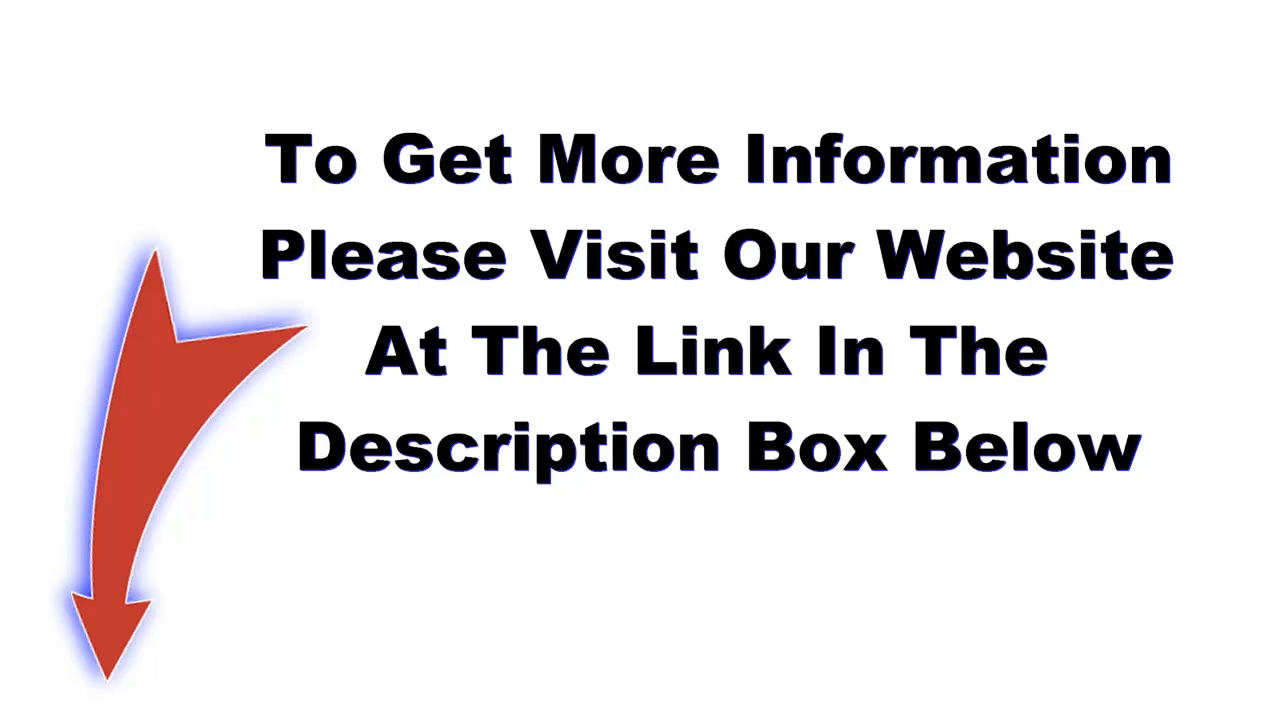 To Get More Information
Please Visit Our Website
At The Link In The
Description Box Below